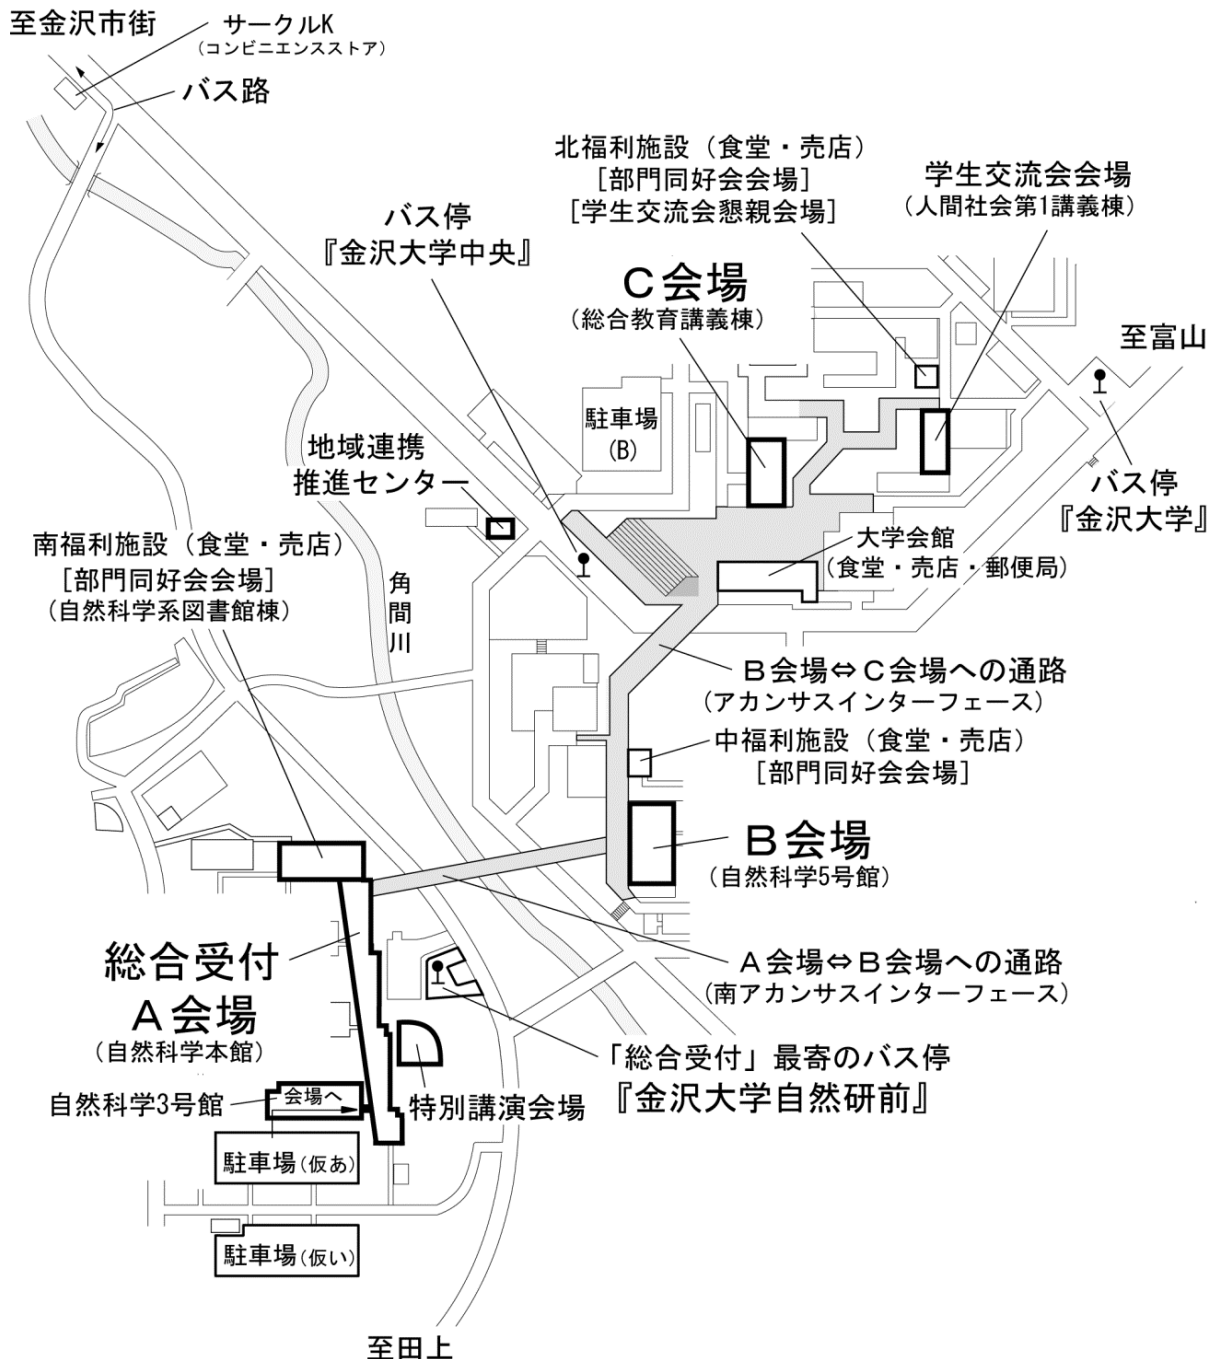 至金沢市街
サークルK
（コンビニエンスストア）
バス路
北福利施設（食堂・売店）
［部門同好会会場］
［学生交流会懇親会場］
学生交流会会場
（人間社会第1講義棟）
バス停
『金沢大学中央』
C会場
（総合教育講義棟）
至富山
駐車場
(B)
地域連携
推進センター
バス停
『金沢大学』
南福利施設（食堂・売店）
［部門同好会会場］
（自然科学系図書館棟）
角間川
大学会館
（食堂・売店・郵便局）
B会場⇔C会場への通路
（アカンサスインターフェース）
中福利施設（食堂・売店）
［部門同好会会場］
B会場
（自然科学5号館）
総合受付
A会場
（自然科学本館）
A会場⇔B会場への通路
（南アカンサスインターフェース）
「総合受付」最寄のバス停
『金沢大学自然研前』
自然科学3号館
会場へ
特別講演会場
駐車場(仮あ)
駐車場(仮い)
至田上